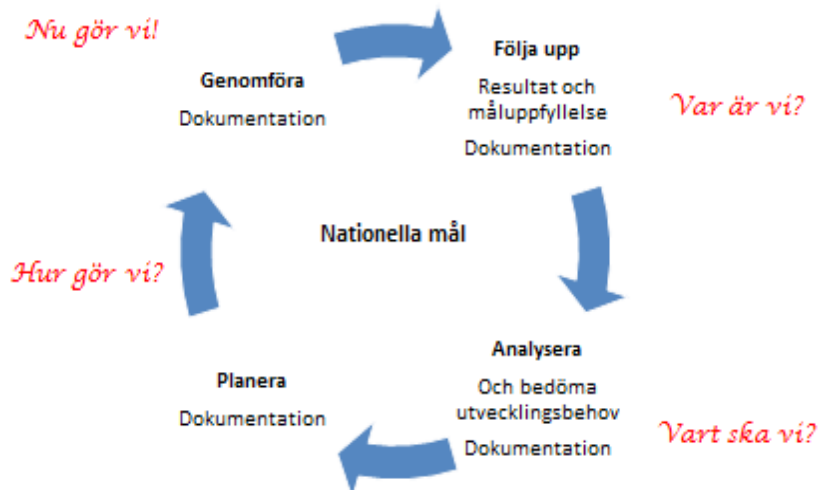 Nu gör vi!
Genomföra
Dokumentation
Följa upp
Resultat och
måluppfyllelse
Dokumentation
Var är vi?
Nationella mål
Hur gör vi?
Planera
Dokumentation
Analysera
Och bedöma
utvecklingsbehov
Dokumentation
Vart ska vi?